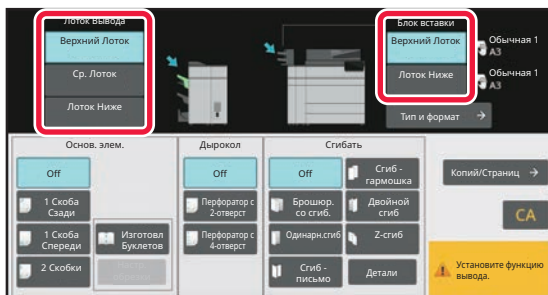 Лоток Вывода
Верхний Лоток
Ср. Лоток
Лоток Ниже
Блок вставки
Верхний Лоток
Лоток Ниже
Обычная 1
A3
Обычная 1
A3
Тип и формат
Основ. элем.
Off
1 Скоба
Сзади
1 Скоба
Спереди
2 Скобки
Изготовл
Буклетов
Дырокол
Off
Перфоратор с
2-отверст
Перфоратор с
4-отверст
Сгибать
Off
Сгиб -
гармошка
Брошюр.
со сгиб.
Двойной
сгиб
Одинарн.сгиб
Z-сгиб
Сгиб -
письмо
Детали
Копий/Страниц
CA
Установите функцию
вывода.